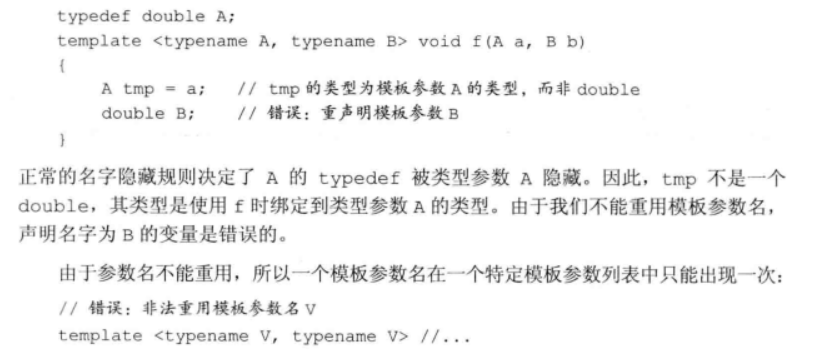 typedef double A;
template <typename A, typename B> void f(A a, B b)
{
    A tmp = a;   // tmp 的类型为模板参数 A 的类型，而非 double
    double B;    // 错误：重声明模板参数 B
}
正常的名字隐藏规则决定了 A 的 typedef 被类型参数 A 隐藏。因此，tmp 不是一个
double，其类型是使用 f 时绑定到类型参数 A 的类型。由于我们不能重用模板参数名，
声明名字为 B 的变量是错误的。
由于参数名不能重用，所以一个模板参数名在一个特定模板参数列表中只能出现一次：
// 错误：非法重用模板参数名 V
template <typename V, typename V> //...